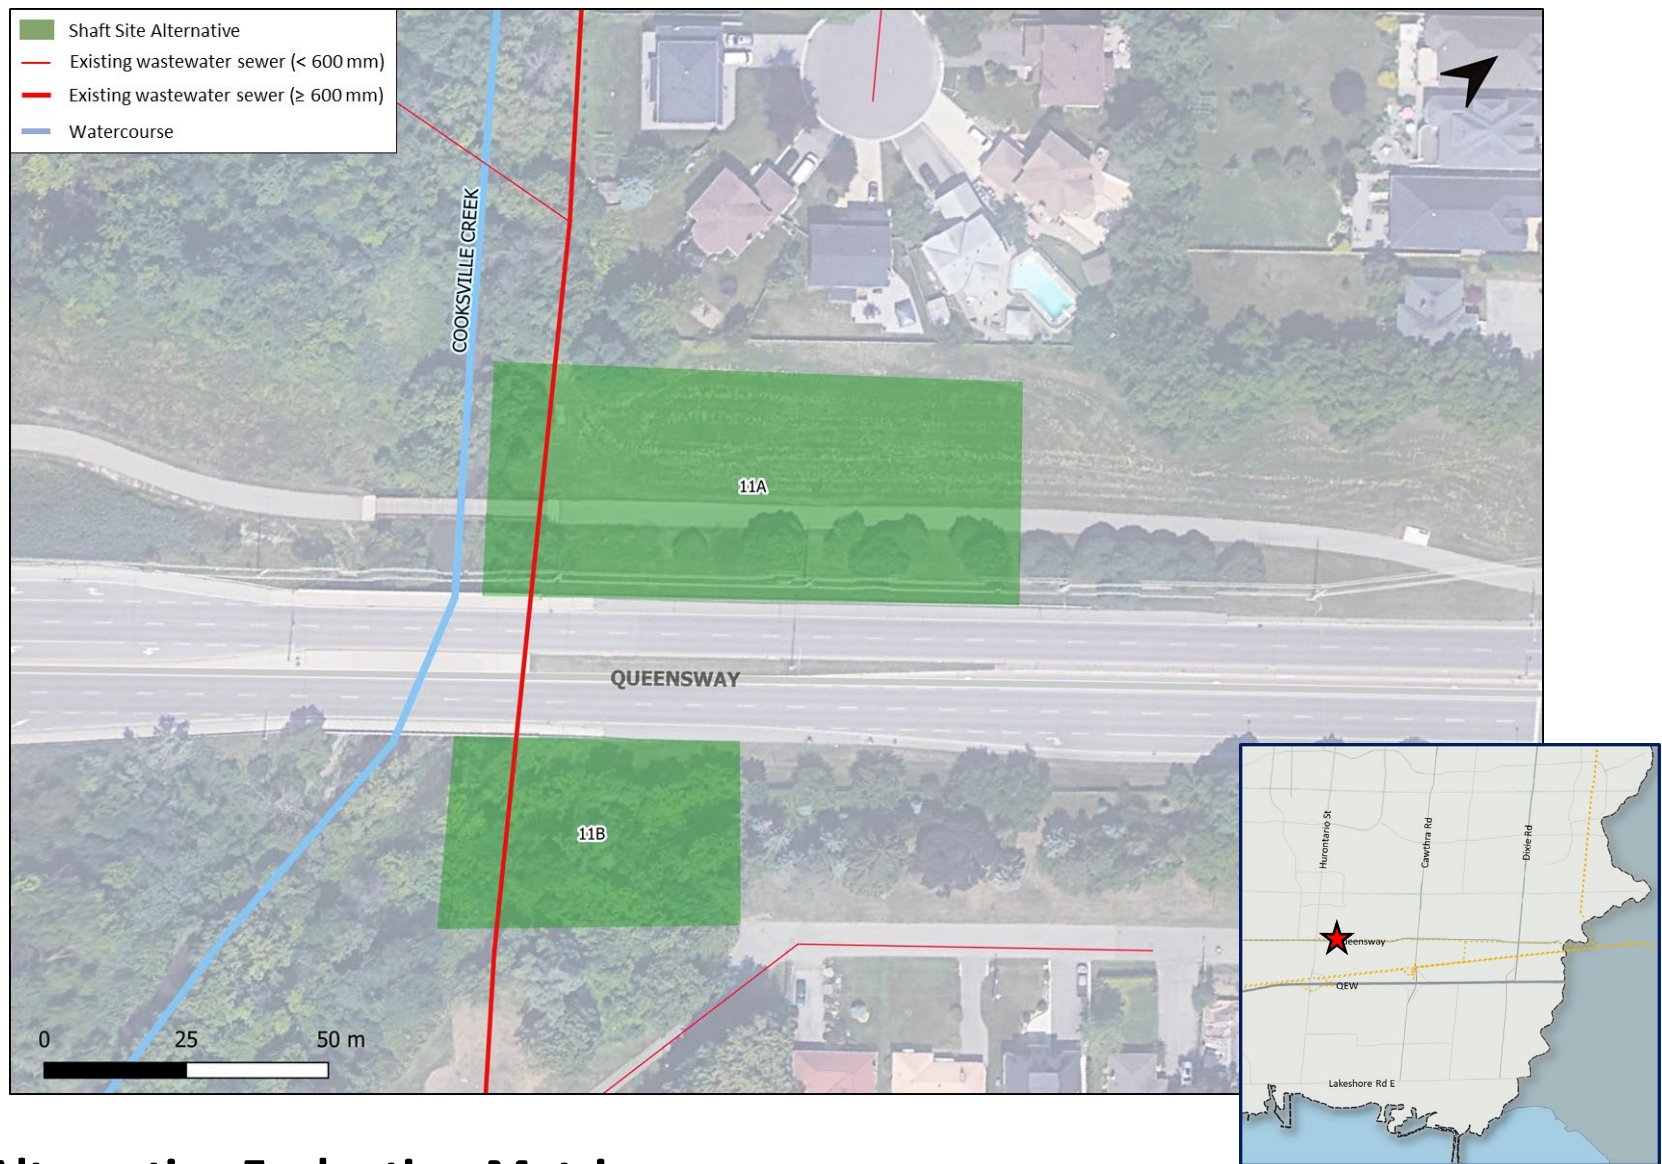 Shaft Site Alternative
Existing wastewater sewer (< 600 mm)
Existing wastewater sewer (≥ 600 mm)
Watercourse
COOKSVILLE CREEK
11A
QUEENSWAY
11B
0 25 50 m
Hurontario St
Cawthra Rd
Dixie Rd
QEW
Lakeshore Rd E